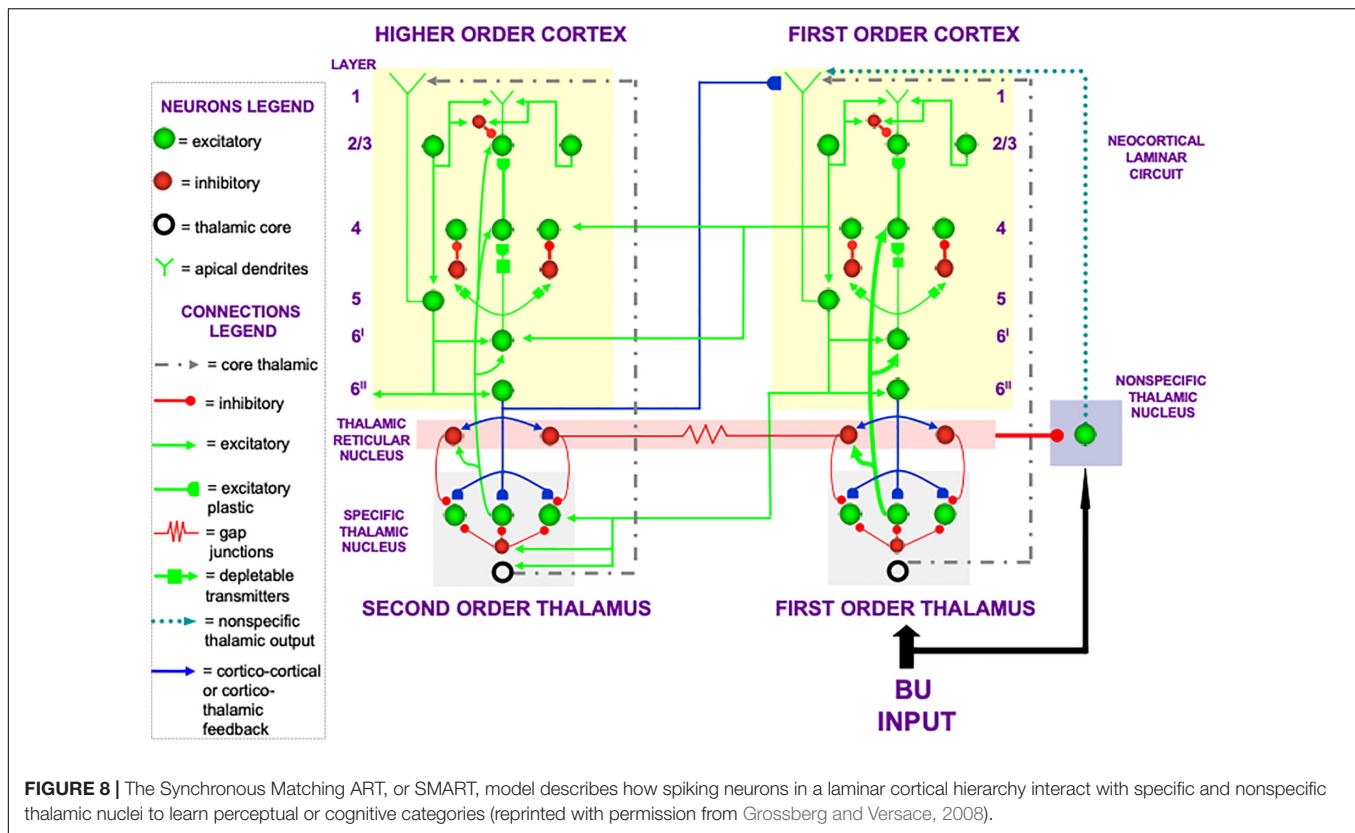 HIGHER ORDER CORTEX
FIRST ORDER CORTEX
NEURONS LEGEND
= excitatory
= inhibitory
= thalamic core
= apical dendrites
CONNECTIONS
LEGEND
= core thalamic
= inhibitory
= excitatory
= excitatory
plastic
= gap
junctions
= depletable
transmitters
= nonspecific
thalamic output
= cortico-cortical
or cortico-
thalamic
feedback
LAYER
1
2/3
4
5
6I
6II
THALAMIC
RETICULAR
NUCLEUS
SPECIFIC
THALAMIC
NUCLEUS
SECOND ORDER THALAMUS
1
2/3
4
5
6I
6II
FIRST ORDER THALAMUS
BU
INPUT
NEOCORTICAL
LAMINAR
CIRCUIT
NONSPECIFIC
THALAMIC NUCLEUS
FIGURE 8 | The Synchronous Matching ART, or SMART, model describes how spiking neurons in a laminar cortical hierarchy interact with specific and nonspecific
thalamic nuclei to learn perceptual or cognitive categories (reprinted with permission from Grossberg and Versace, 2008).